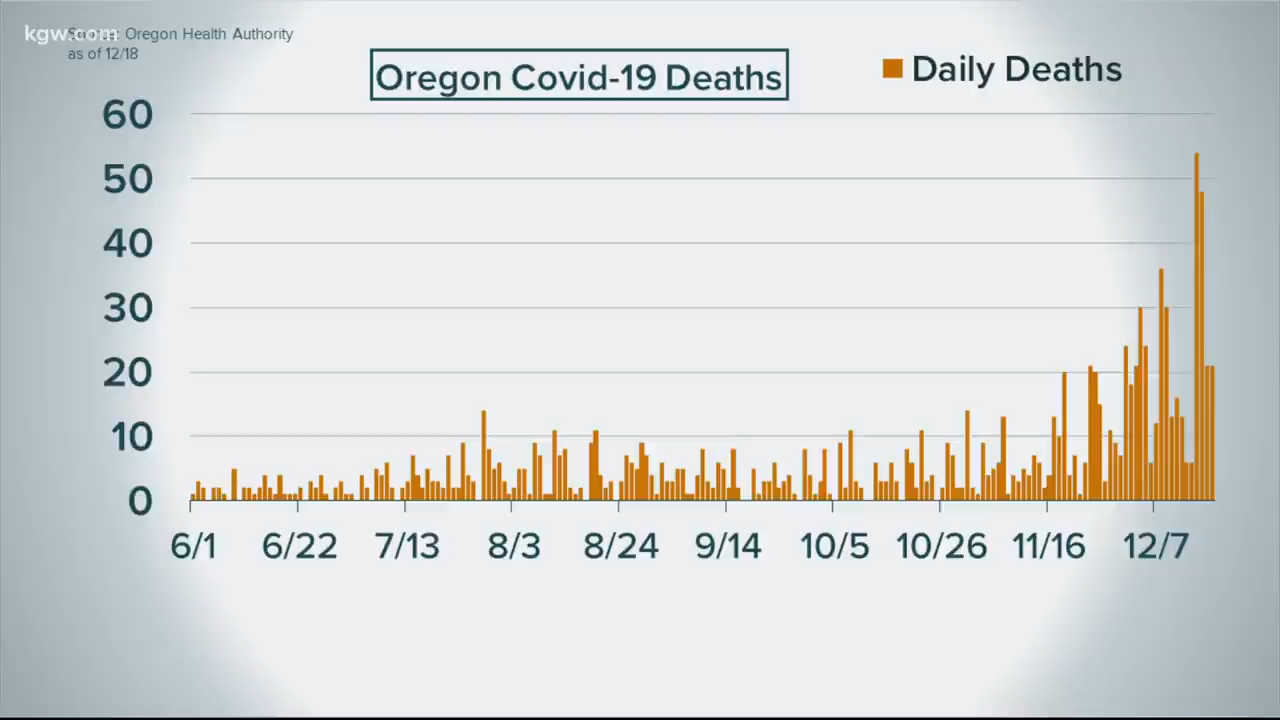 kgw.com Oregon Health Authority
as of 12/18
Oregon Covid-19 Deaths
Daily Deaths
60
50
40
30
20
10
0
6/1 6/22 7/13 8/3 8/24 9/14 10/5 10/26 11/16 12/7